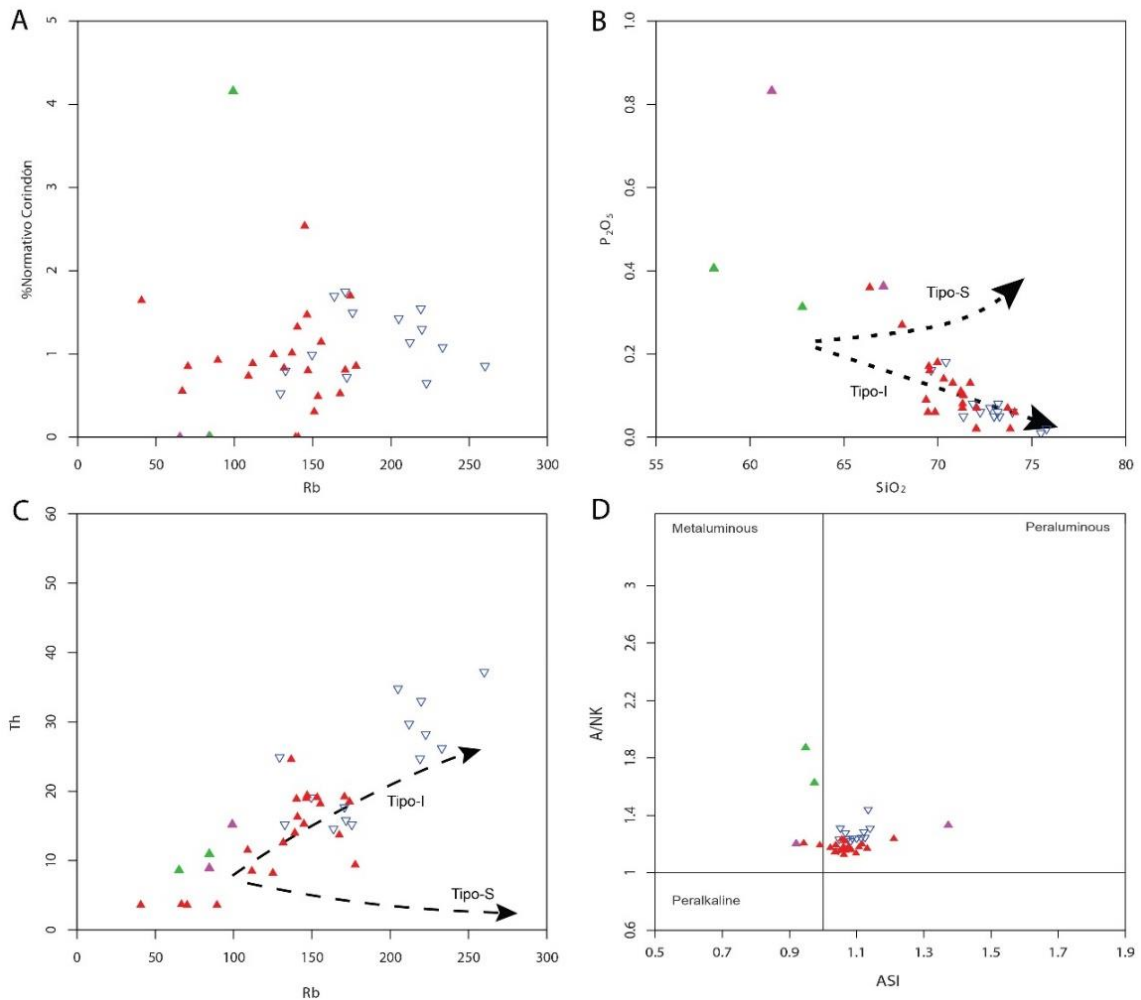 A
5
4
3
2
1
0
%Normativo Corindón
0 50 100 150 200 250 300
Rb
B
1.0
0.8
0.6
0.4
0.2
0.0
P₂O₅
Tipo-S
Tipo-I
55 60 65 70 75 80
SiO₂
C
60
50
40
30
20
10
0
Th
Tipo-I
Tipo-S
0 50 100 150 200 250 300
Rb
D
Metaluminous Peraluminous
3
2.6
2.2
1.8
1.4
1
0.6
A/NK
Peralkaline
0.5 0.7 0.9 1.1 1.3 1.5 1.7 1.9
ASI